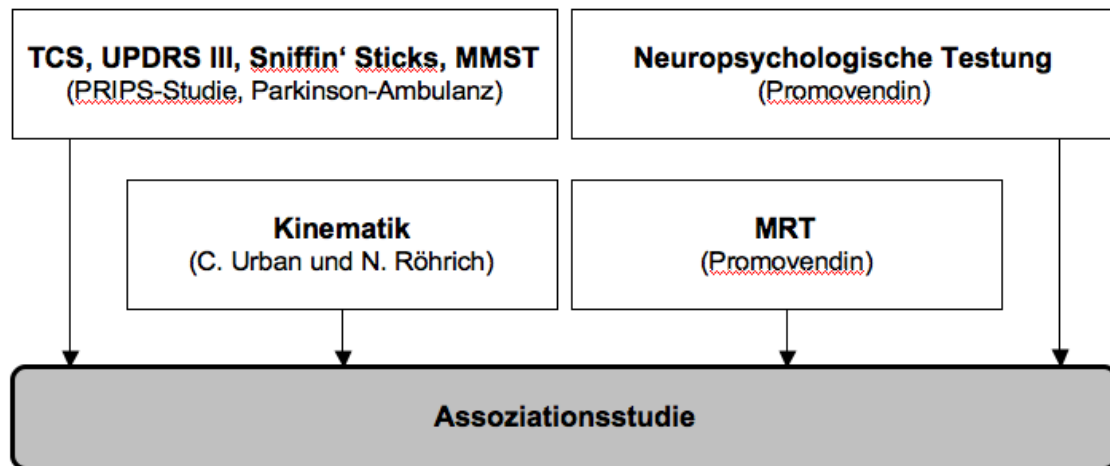 TCS, UPDRS III, Sniffin‘ Sticks, MMST
(PRIPS-Studie, Parkinson-Ambulanz)
Neuropsychologische Testung
(Promovendin)
Kinematik
(C. Urban und N. Röhrich)
MRT
(Promovendin)
Assoziationsstudie